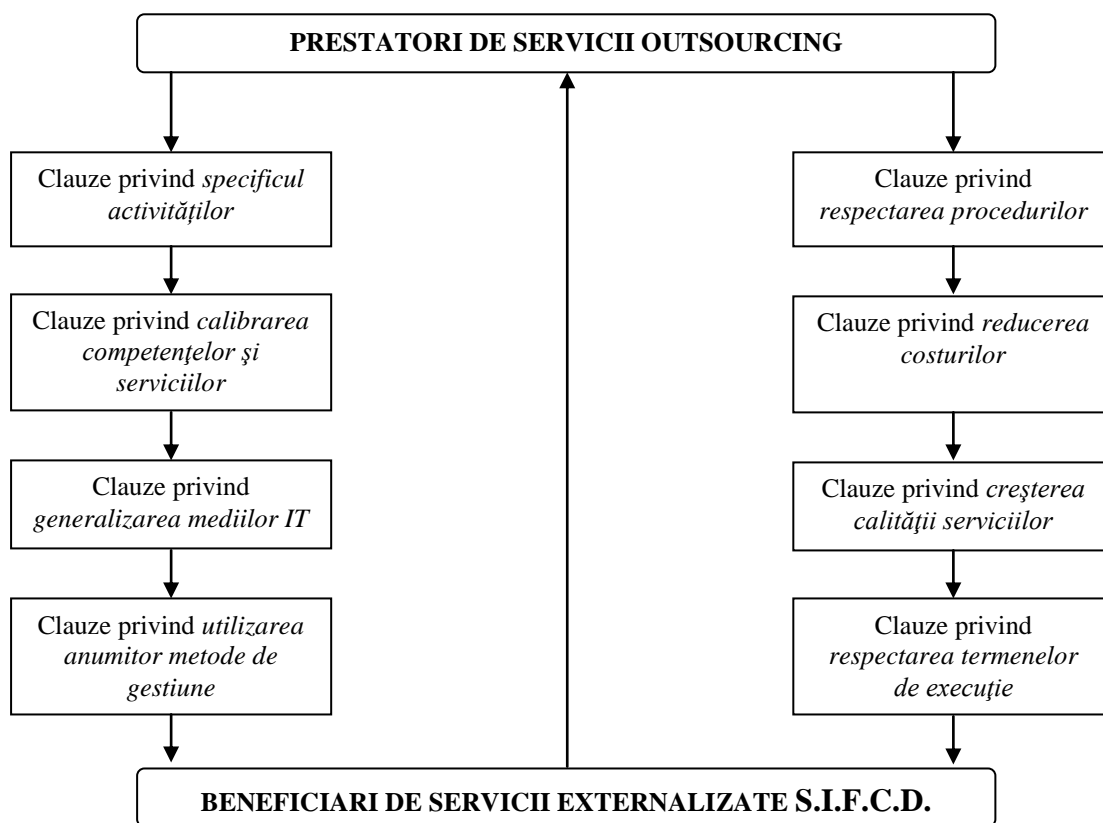 PRESTATORI DE SERVICII OUTSOURCING
Clauze privind specificul
activităților
Clauze privind calibrarea
competenţelor şi
serviciilor
Clauze privind
generalizarea mediilor IT
Clauze privind utilizarea
anumitor metode de
gestiune
Clauze privind
respectarea procedurilor
Clauze privind reducerea
costurilor
Clauze privind creşterea
calităţii serviciilor
Clauze privind
respectarea termenelor
de execuţie
BENEFICIARI DE SERVICII EXTERNALIZATE S.I.F.C.D.